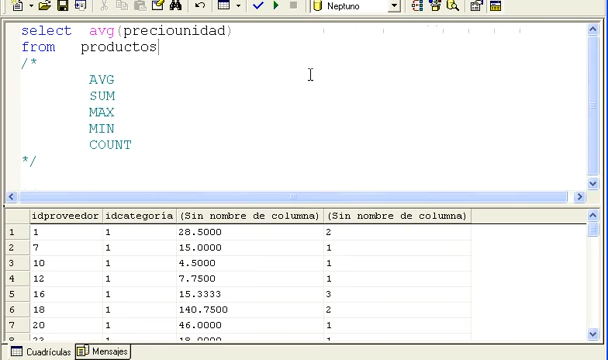 Neptuno
select avg(preciounidad)
from productos
/*
AVG
SUM
MAX
MIN
COUNT
*/
idproveedor idcategoría (Sin nombre de columna) (Sin nombre de columna)
1 1 1 28.5000 2
2 7 1 15.0000 1
3 10 1 4.5000 1
4 12 1 7.7500 1
5 16 1 15.3333 3
6 18 1 140.7500 2
7 20 1 46.0000 1
Cuadrículas Mensajes